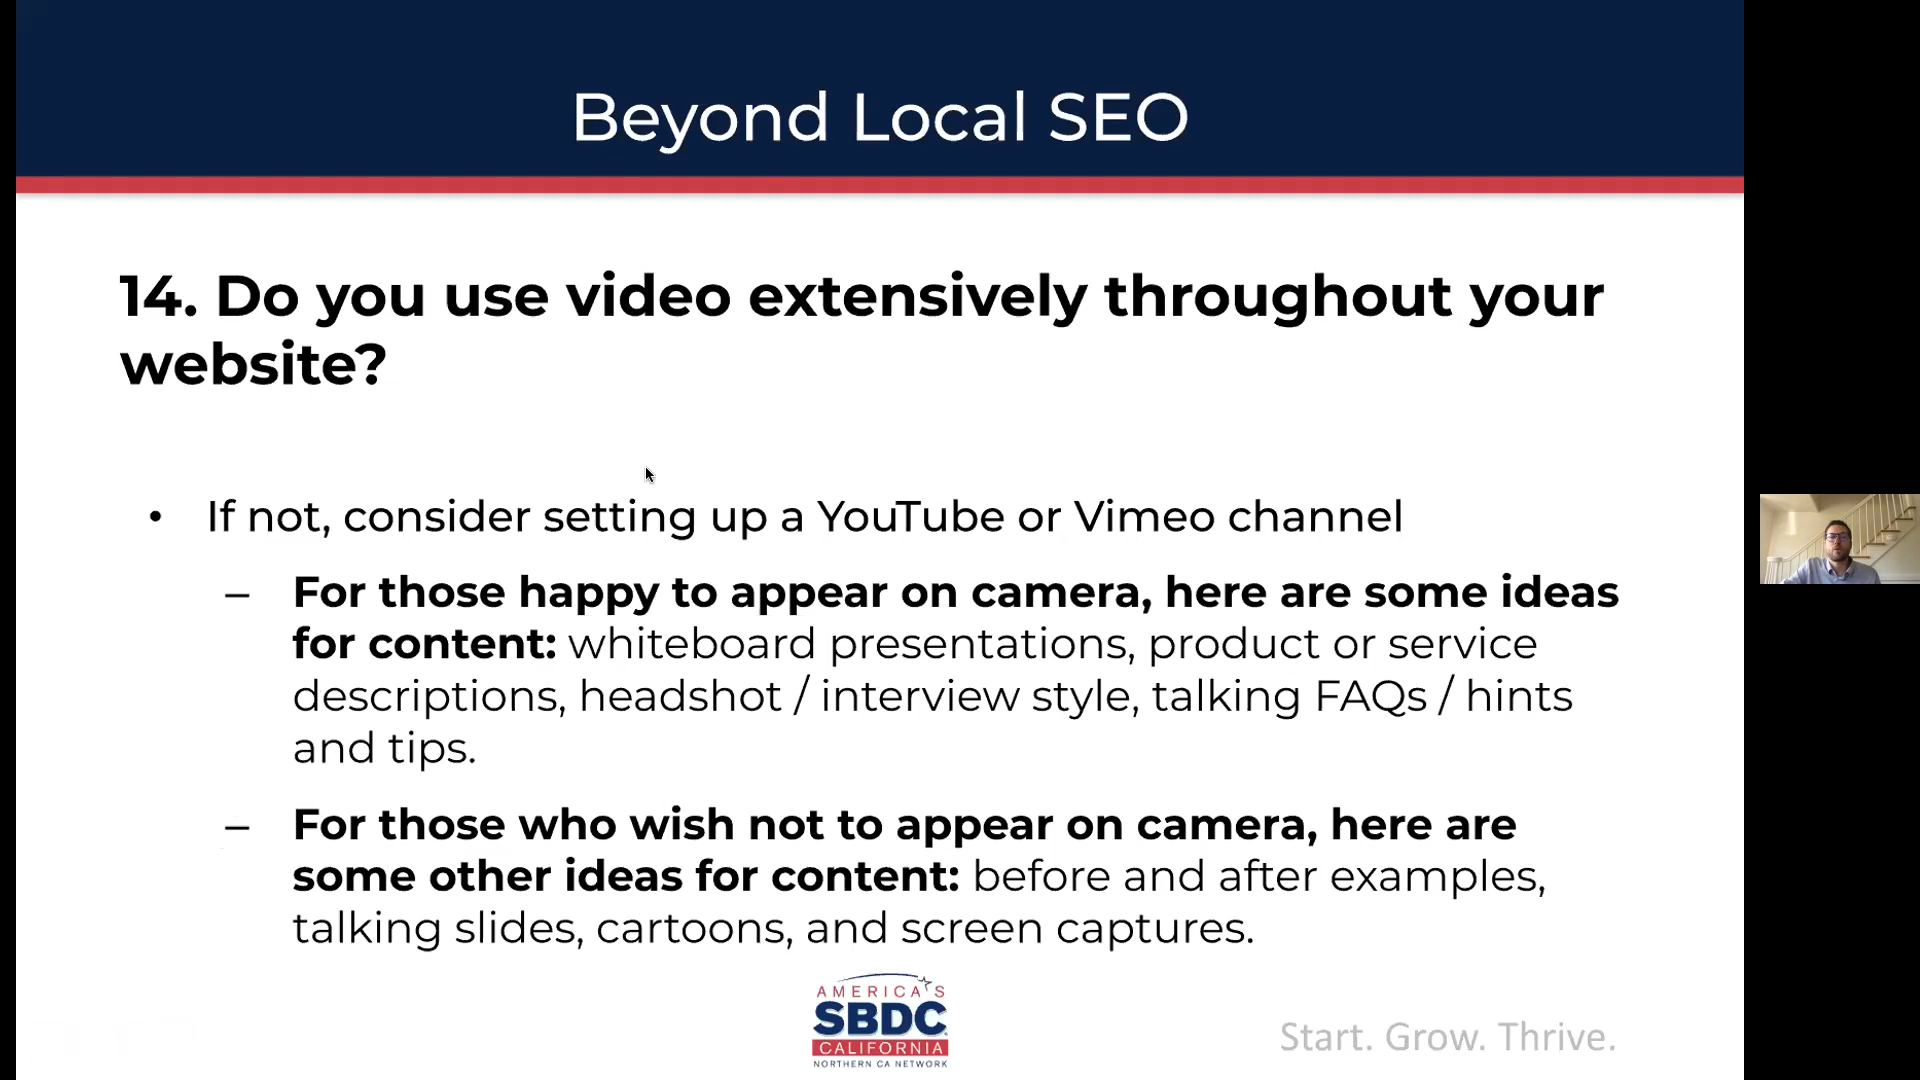 Beyond Local SEO
14. Do you use video extensively throughout your
website?
• If not, consider setting up a YouTube or Vimeo channel
– For those happy to appear on camera, here are some ideas
for content: whiteboard presentations, product or service
descriptions, headshot / interview style, talking FAQs / hints
and tips.
– For those who wish not to appear on camera, here are
some other ideas for content: before and after examples,
talking slides, cartoons, and screen captures.
AMERICA'S
SBDC
CALIFORNIA
NORTHERN CA NETWORK
Start. Grow. Thrive.